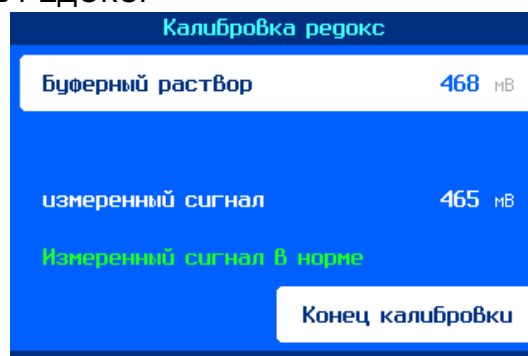 Калибровка редокс
Буферный раствор 468 мВ
измеренный сигнал 465 мВ
Измеренный сигнал в норме
Конец калибровки